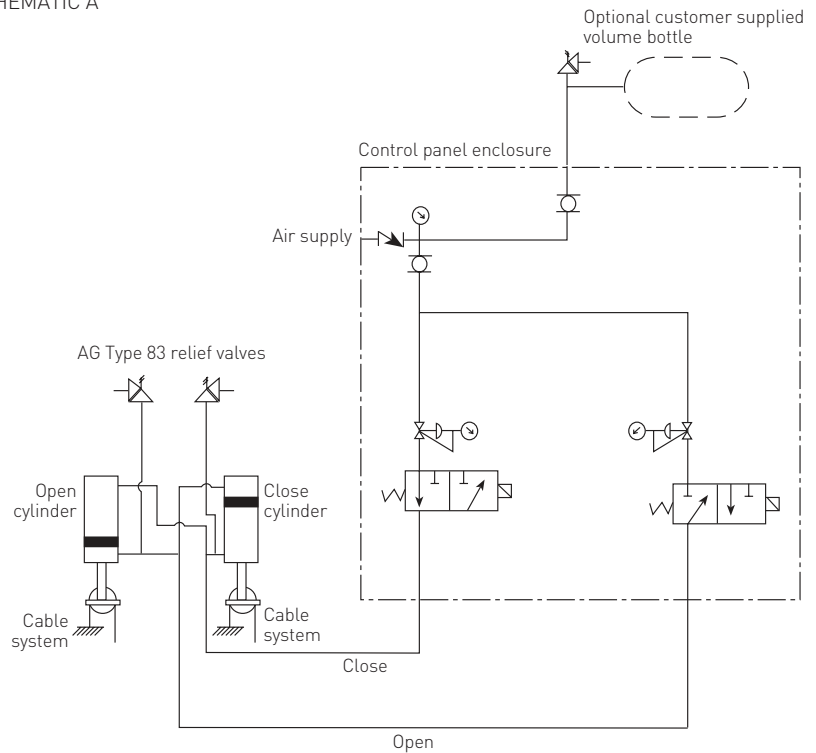 HEMATIC A
Optional customer supplied
volume bottle
Control panel enclosure
Air supply
AG Type 83 relief valves
Open
cylinder
Close
cylinder
Cable
system
Cable
system
Close
Open